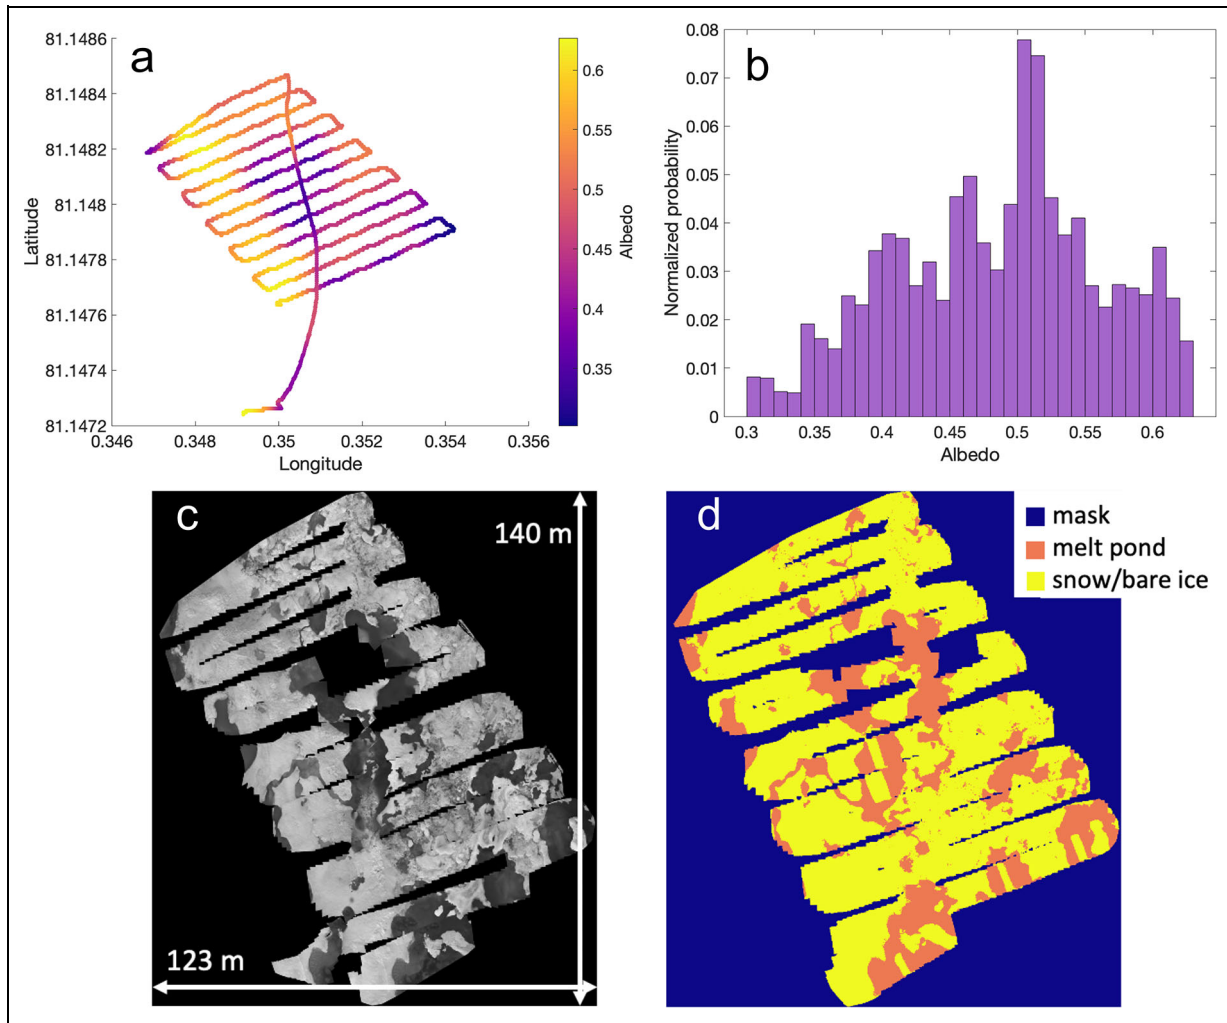 a
81.1486
81.1484
81.1482
81.148
81.1478
81.1476
81.1474
81.1472
Latitude
0.346
0.348
0.35
0.352
0.354
0.356
Longitude
0.6
0.55
0.5
0.45
0.4
0.35
Albedo
b
0.08
0.07
0.06
0.05
0.04
0.03
0.02
0.01
0
Normalized probability
0.3
0.35
0.4
0.45
0.5
0.55
0.6
Albedo
c
140 m
123 m
d
mask
melt pond
snow/bare ice